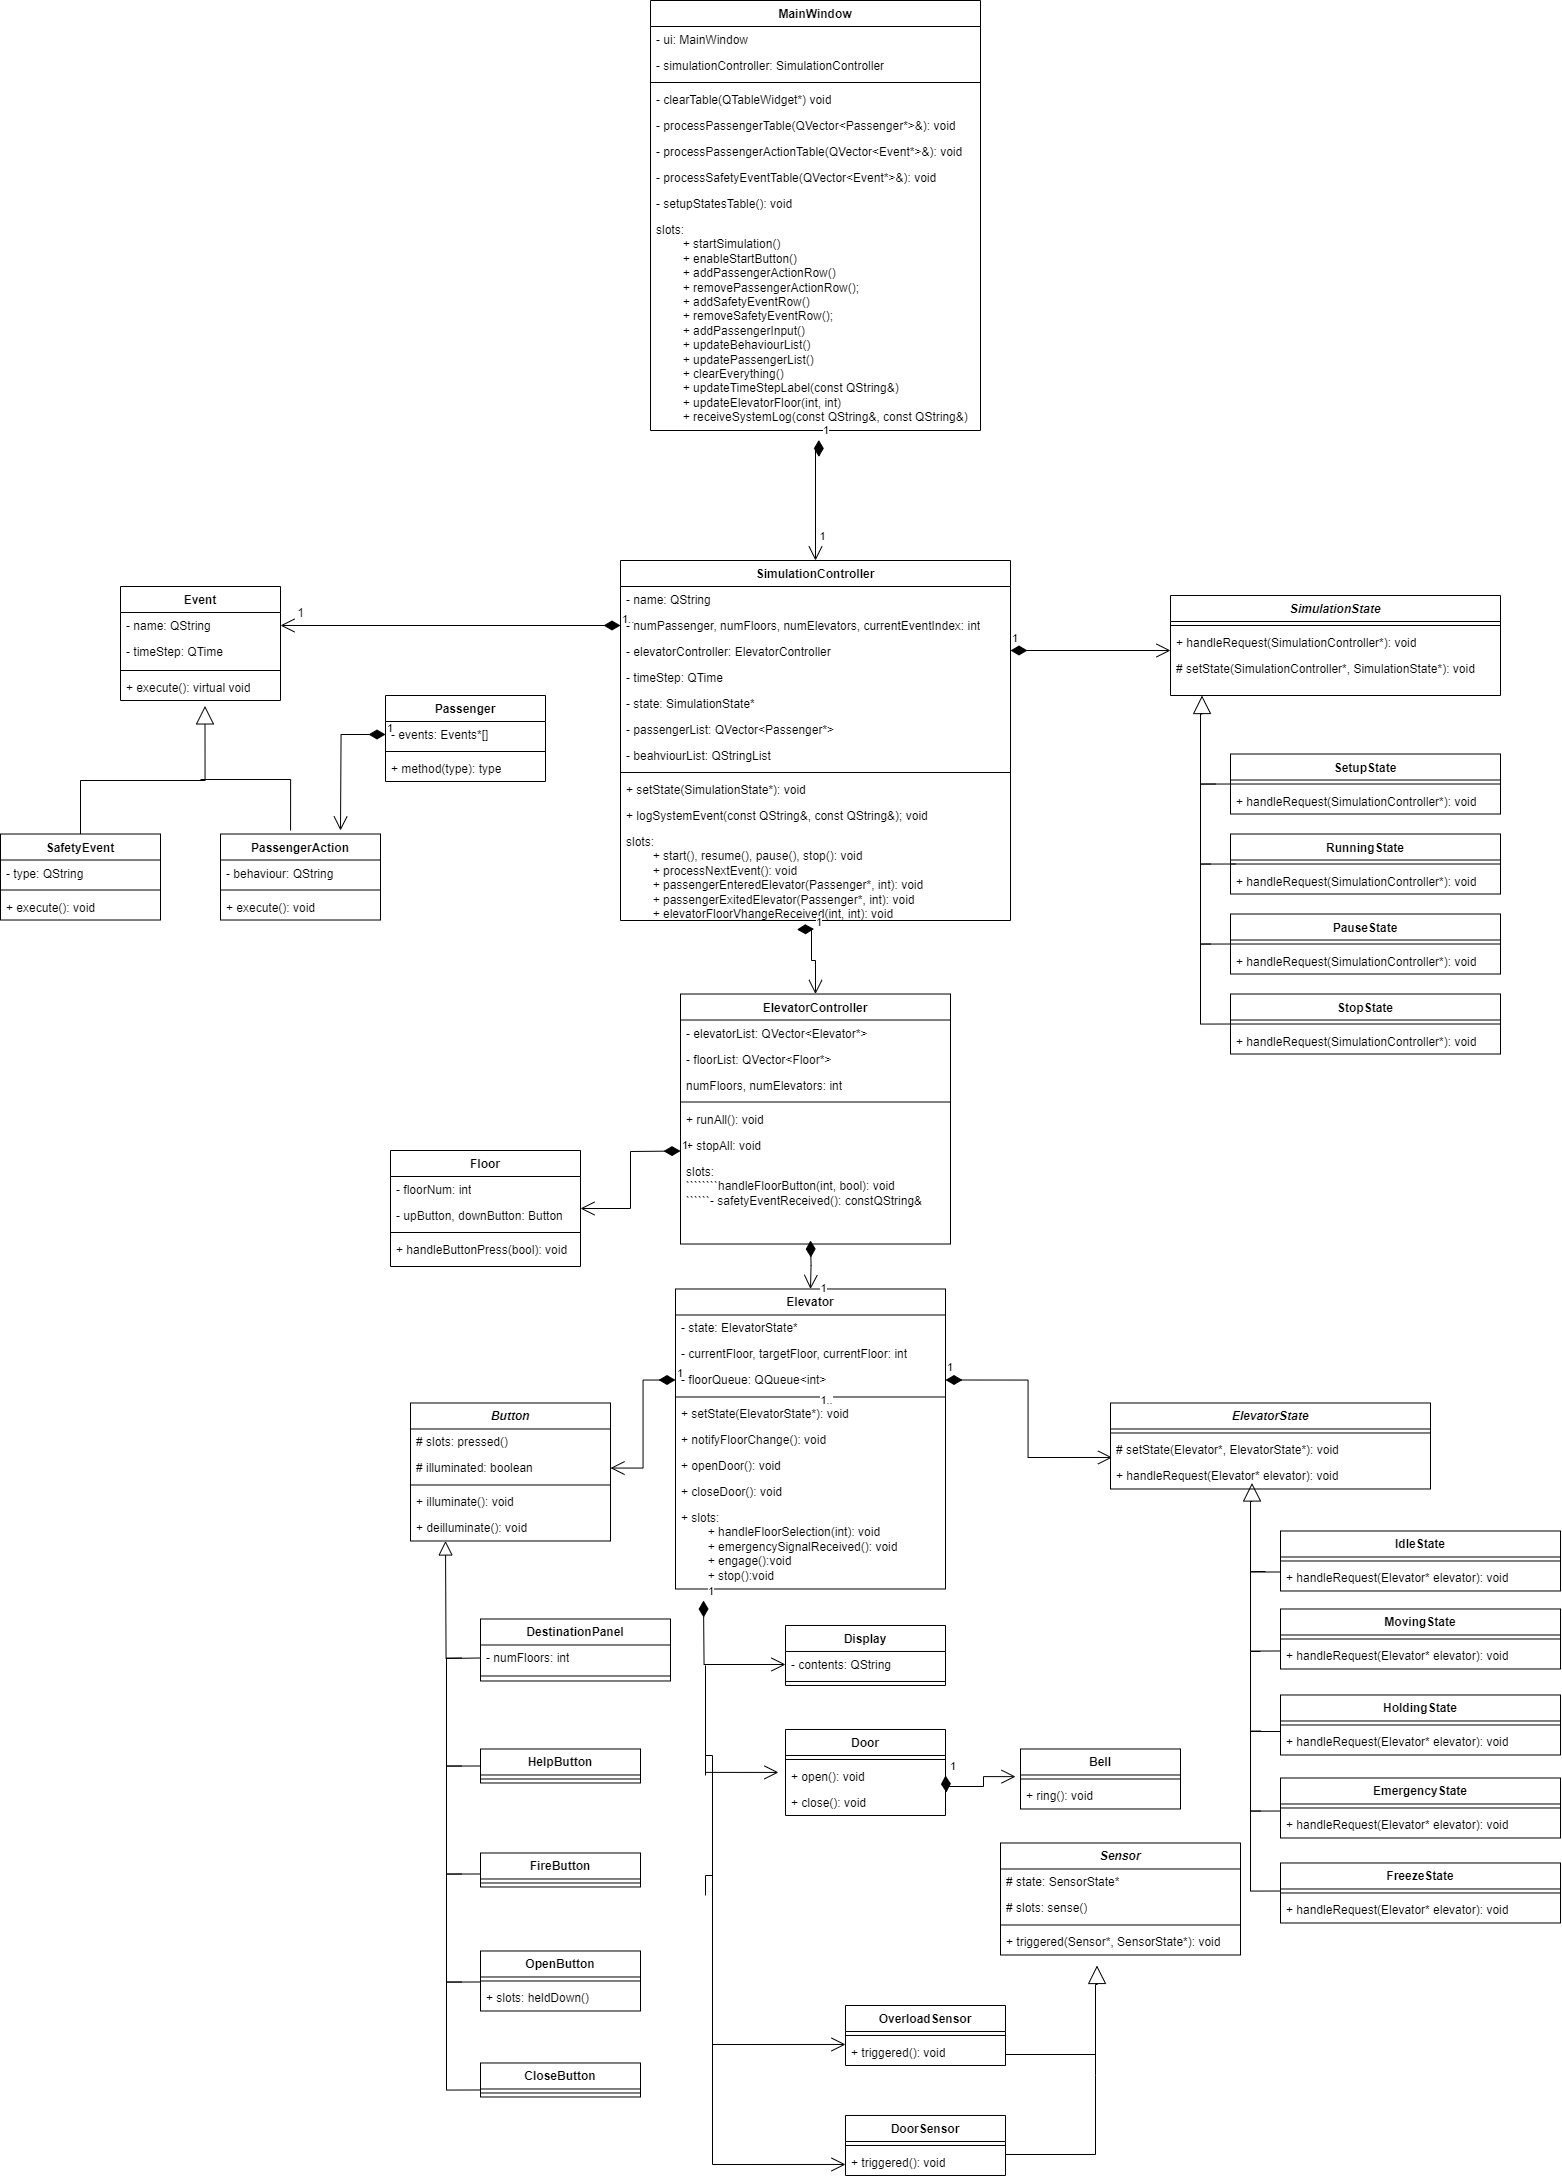 MainWindow
- ui: MainWindow
- simulationController: SimulationController
- clearTable(QTableWidget*) void
- processPassengerTable(QVector<Passenger*>&): void
- processPassengerActionTable(QVector<Event*>&): void
- processSafetyEventTable(QVector<Event*>&): void
- setupStatesTable(): void
slots:
+ startSimulation()
+ enableStartButton()
+ addPassengerActionRow()
+ removePassengerActionRow();
+ addSafetyEventRow()
+ removeSafetyEventRow();
+ addPassengerInput()
+ updateBehaviourList()
+ updatePassengerList()
+ clearEverything()
+ updateTimeStepLabel(const QString&)
+ updateElevatorFloor(int, int)
+ receiveSystemLog(const QString&, const QString&)
1
1
SimulationController
- name: QString
- numPassenger, numFloors, numElevators, currentEventIndex: int
- elevatorController: ElevatorController
- timeStep: QTime
- state: SimulationState*
- passengerList: QVector<Passenger*>
- beahviourList: QStringList
+ setState(SimulationState*): void
+ logSystemEvent(const QString&, const QString&); void
slots:
+ start(), resume(), pause(), stop(): void
+ processNextEvent(): void
+ passengerEnteredElevator(Passenger*, int): void
+ passengerExitedElevator(Passenger*, int): void
+ elevatorFloorVhangeReceived(int, int): void
1
1..
1
1
Event
- name: QString
- timeStep: QTime
+ execute(): virtual void
Passenger
- events: Events*[]
+ method(type): type
1
SafetyEvent
- type: QString
+ execute(): void
PassengerAction
- behaviour: QString
+ execute(): void
SimulationState
+ handleRequest(SimulationController*): void
# setState(SimulationController*, SimulationState*): void
SetupState
+ handleRequest(SimulationController*): void
RunningState
+ handleRequest(SimulationController*): void
PauseState
+ handleRequest(SimulationController*): void
StopState
+ handleRequest(SimulationController*): void
ElevatorController
- elevatorList: QVector<Elevator*>
- floorList: QVector<Floor*>
numFloors, numElevators: int
+ runAll(): void
+ stopAll: void
slots:
````````handleFloorButton(int, bool): void
``````- safetyEventReceived(): constQString&
1
Floor
- floorNum: int
- upButton, downButton: Button
+ handleButtonPress(bool): void
1
Elevator
- state: ElevatorState*
- currentFloor, targetFloor, currentFloor: int
- floorQueue: QQueue<int>
1..
+ setState(ElevatorState*): void
+ notifyFloorChange(): void
+ openDoor(): void
+ closeDoor(): void
+ slots:
+ handleFloorSelection(int): void
+ emergencySignalReceived(): void
+ engage():void
+ stop():void
1
1
1
Button
# slots: pressed()
# illuminated: boolean
+ illuminate(): void
+ deilluminate(): void
ElevatorState
# setState(Elevator*, ElevatorState*): void
+ handleRequest(Elevator* elevator): void
IdleState
+ handleRequest(Elevator* elevator): void
MovingState
+ handleRequest(Elevator* elevator): void
HoldingState
+ handleRequest(Elevator* elevator): void
EmergencyState
+ handleRequest(Elevator* elevator): void
FreezeState
+ handleRequest(Elevator* elevator): void
DestinationPanel
- numFloors: int
HelpButton
FireButton
OpenButton
+ slots: heldDown()
CloseButton
Display
- contents: QString
Door
+ open(): void
+ close(): void
1
Bell
+ ring(): void
Sensor
# state: SensorState*
# slots: sense()
+ triggered(Sensor*, SensorState*): void
OverloadSensor
+ triggered(): void
DoorSensor
+ triggered(): void